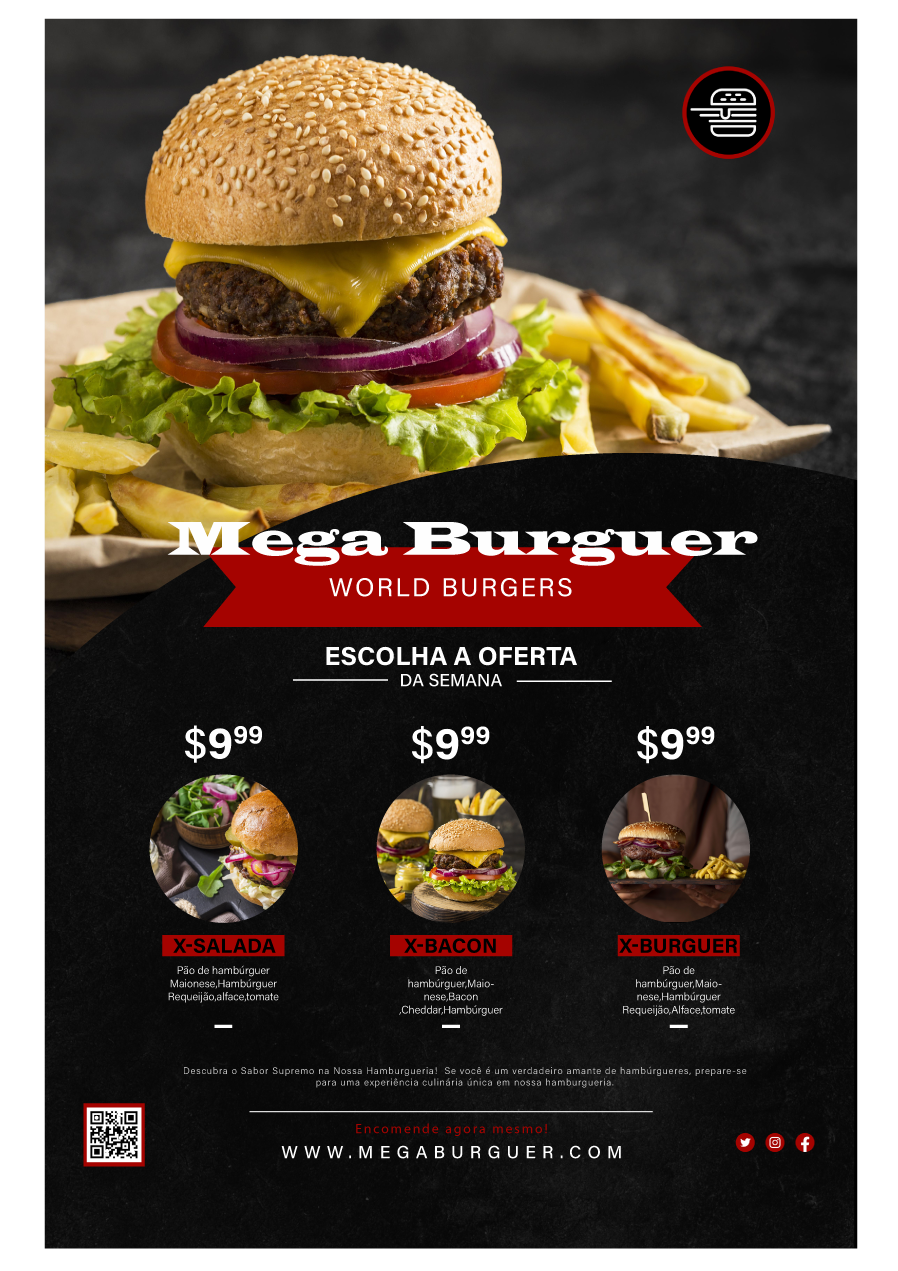 Mega Burguer
WORLD BURGERS
ESCOLHA A OFERTA
DA SEMANA
$9⁹⁹ $9⁹⁹ $9⁹⁹
X-SALADA
Pão de hambúrguer
Maionese,Hambúrguer
Requeijão,alface,tomate
X-BACON
Pão de
hambúrguer,Maio-
nese,Bacon
,Cheddar,Hambúrguer
X-BURGUER
Pão de
hambúrguer,Maio-
nese,Hambúrguer
Requeijão,Alface,tomate
Descubra o Sabor Supremo na Nossa Hamburgueria! Se você é um verdadeiro amante de hambúrgueres, prepare-se
para uma experiência culinária única em nossa hamburgueria.
Encomende agora mesmo!
WWW.MEGABURGUER.COM